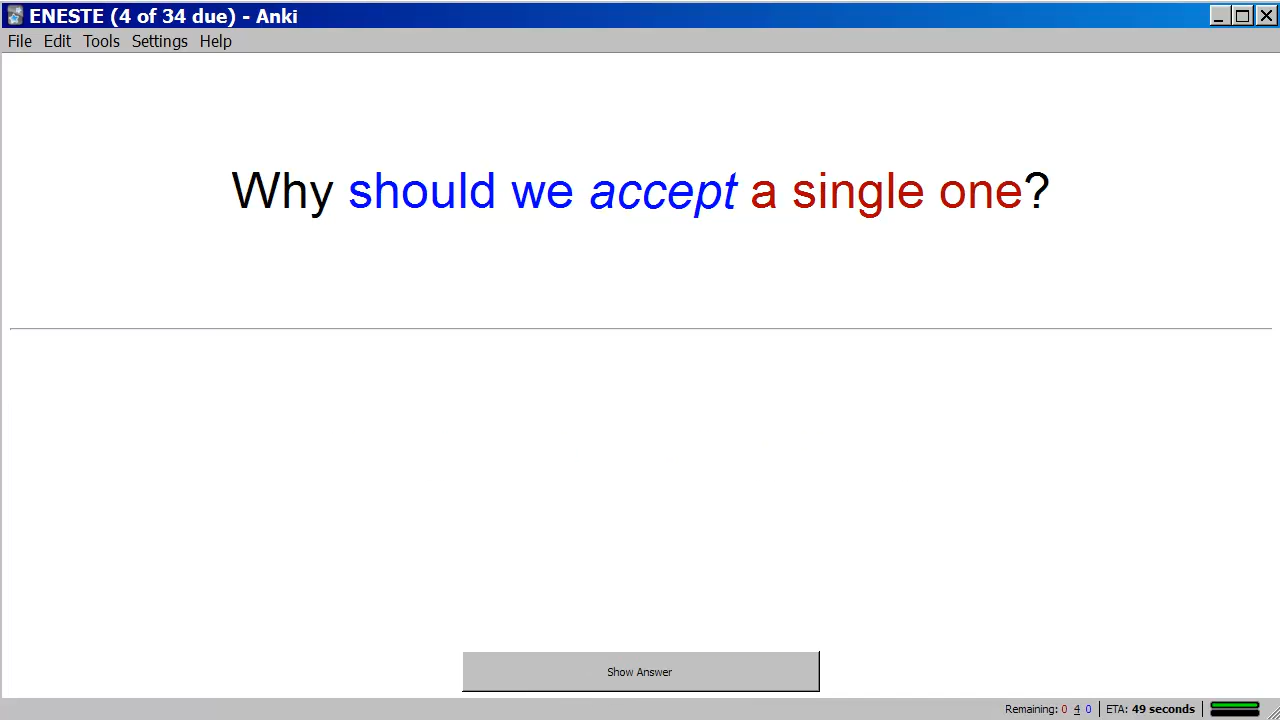 ENESTE (4 of 34 due) - Anki
File Edit Tools Settings Help
Why should we accept a single one?
Show Answer
Remaining: 0 4 0 ETA: 49 seconds